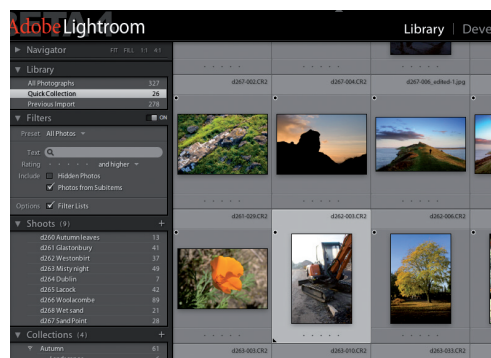 BETA4
Adobe Lightroom
Library | Deve
Navigator FIT FILL 1:1 4:1
Library
All Photographs 327
Quick Collection 26
Previous Import 278
Filters ON
Preset All Photos
Text
Rating and higher
Include Hidden Photos
Photos from Subitems
Options Filter Lists
Shoots (9) +
d260 Autumn leaves 13
d261 Glastonbury 41
d262 Westonbirt 37
d263 Misty night 49
d264 Dublin 7
d265 Lacock 42
d266 Woolacombe 89
d268 Wet sand 21
d267 Sand Point 28
Collections (4) +
Autumn 61
d267-002.CR2
d267-004.CR2
d267-006_edited-1.jpg
d261-029.CR2
d262-003.CR2
d262-006.CR2
d263-003.CR2
d263-010.CR2
d263-033.CR2